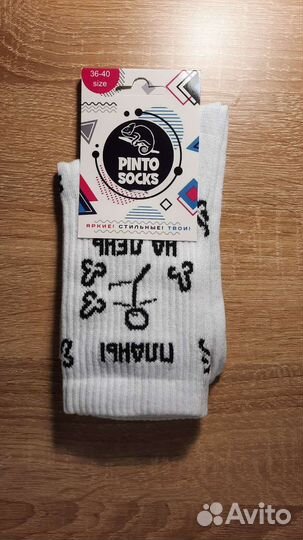 36-40
size
PINTO
SOCKS
ЯРКИЕ! СТИЛЬНЫЕ! ТВОИ!
НА ДЕНЬ
ПЛАНЫ
Avito